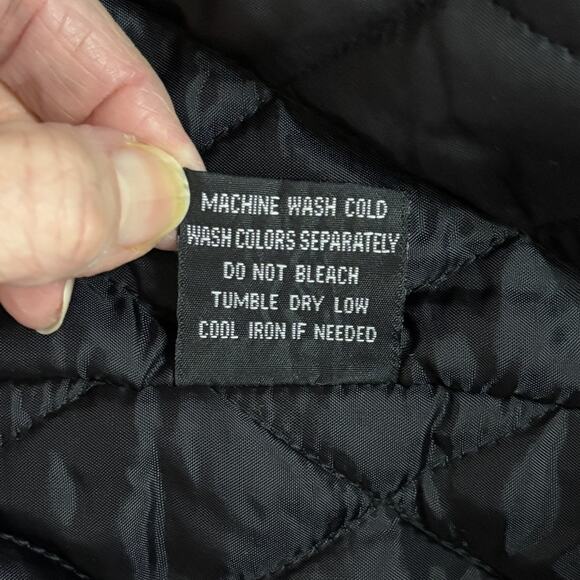 MACHINE WASH COLD
WASH COLORS SEPARATELY
DO NOT BLEACH
TUMBLE DRY LOW
COOL IRON IF NEEDED